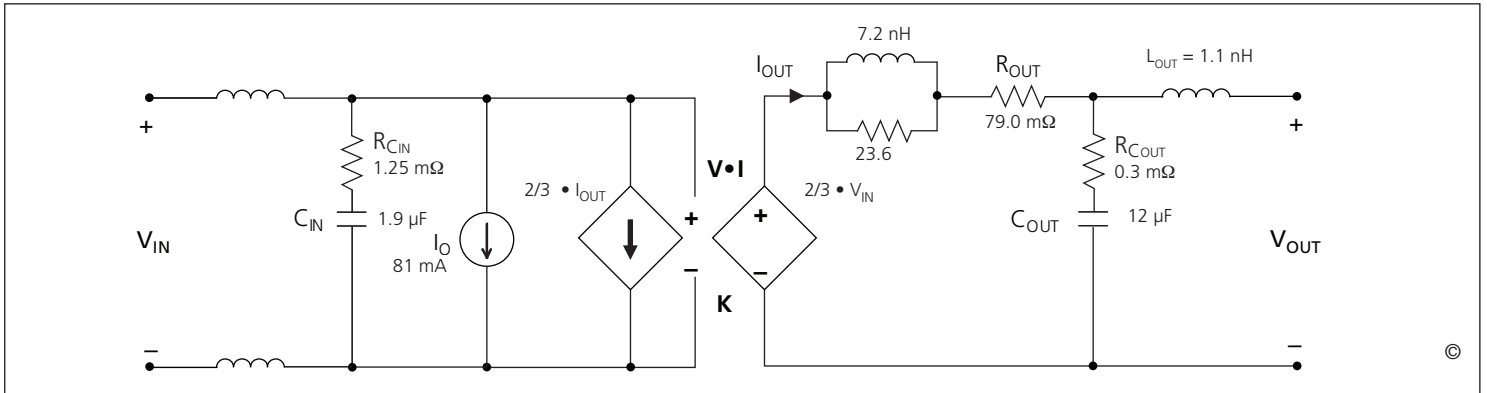 7.2 nH
I_OUT
R_OUT
L_OUT = 1.1 nH
+
R_CIN
1.25 mΩ
23.6
79.0 mΩ
+
R_COUT
0.3 mΩ
V•I
2/3 • I_OUT
2/3 • V_IN
C_IN
1.9 µF
+
+
C_OUT
12 µF
V_IN
I_O
81 mA
V_OUT
–
–
K
–
–
©